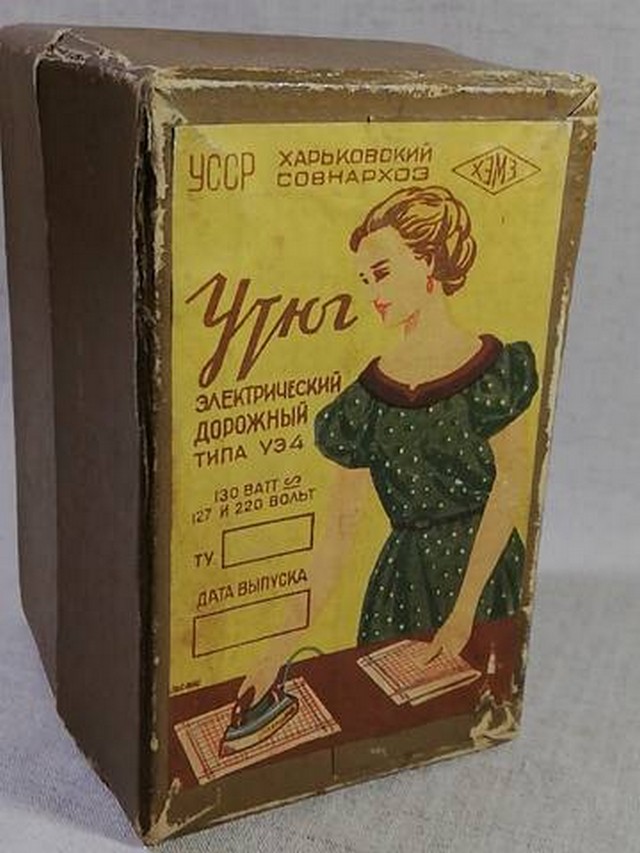 УССР
ХАРЬКОВСКИЙ
СОВНАРХОЗ
ХЭМЗ
Утюг
ЭЛЕКТРИЧЕСКИЙ
ДОРОЖНЫЙ
ТИПА УЭ4
130 ВАТТ
127 И 220 ВОЛЬТ
ТУ.
ДАТА ВЫПУСКА